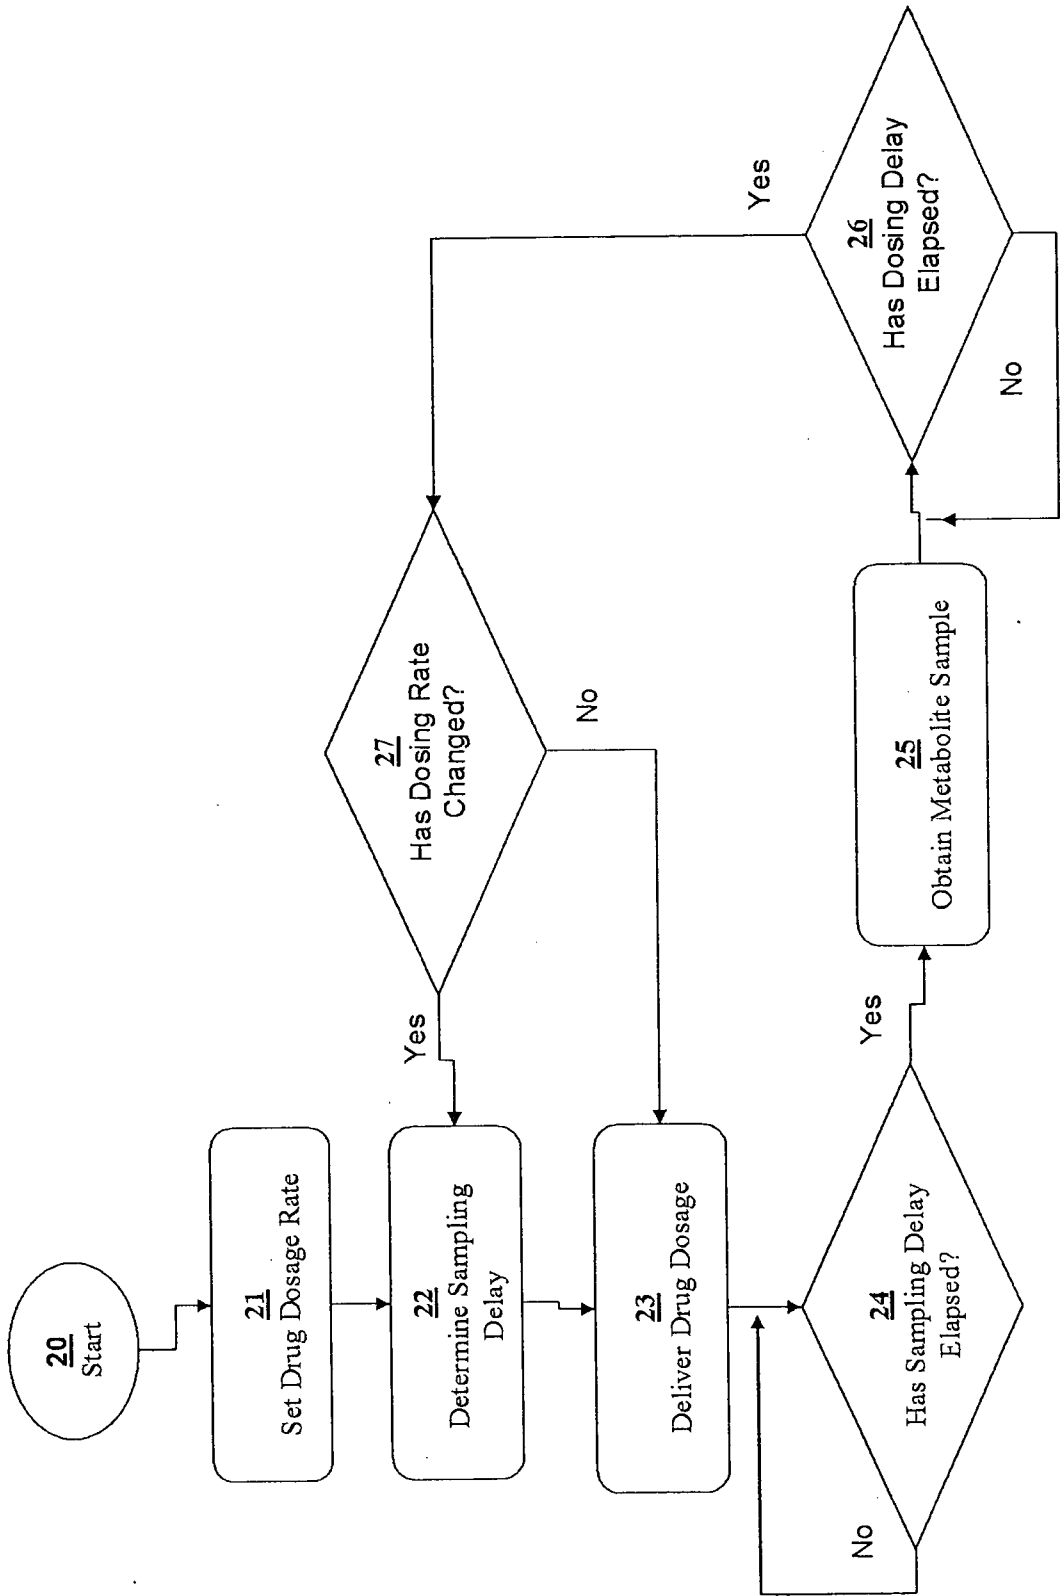 20
Start
21
Set Drug Dosage Rate
22
Determine Sampling
Delay
23
Deliver Drug Dosage
24
Has Sampling Delay
Elapsed?
No
Yes
25
Obtain Metabolite Sample
26
Has Dosing Delay
Elapsed?
No
Yes
27
Has Dosing Rate
Changed?
No
Yes